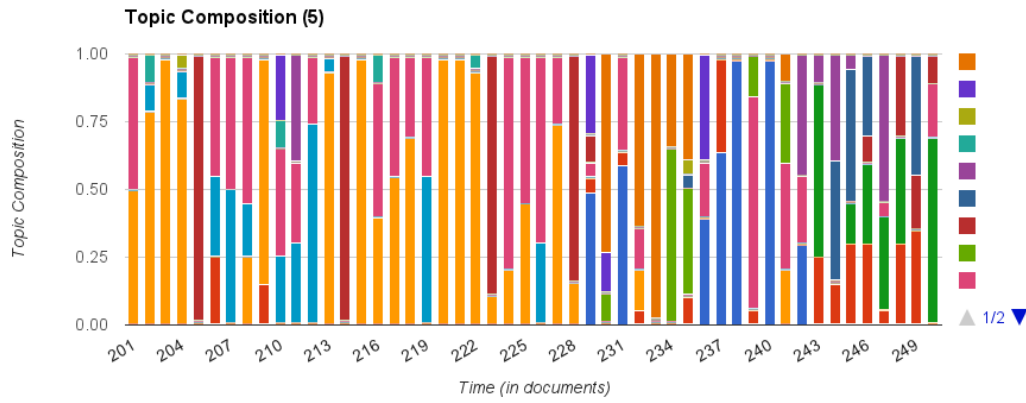 Topic Composition (5)
1.00
0.75
0.50
0.25
0.00
Topic Composition
201 204 207 210 213 216 219 222 225 228 231 234 237 240 243 246 249
Time (in documents)
1/2